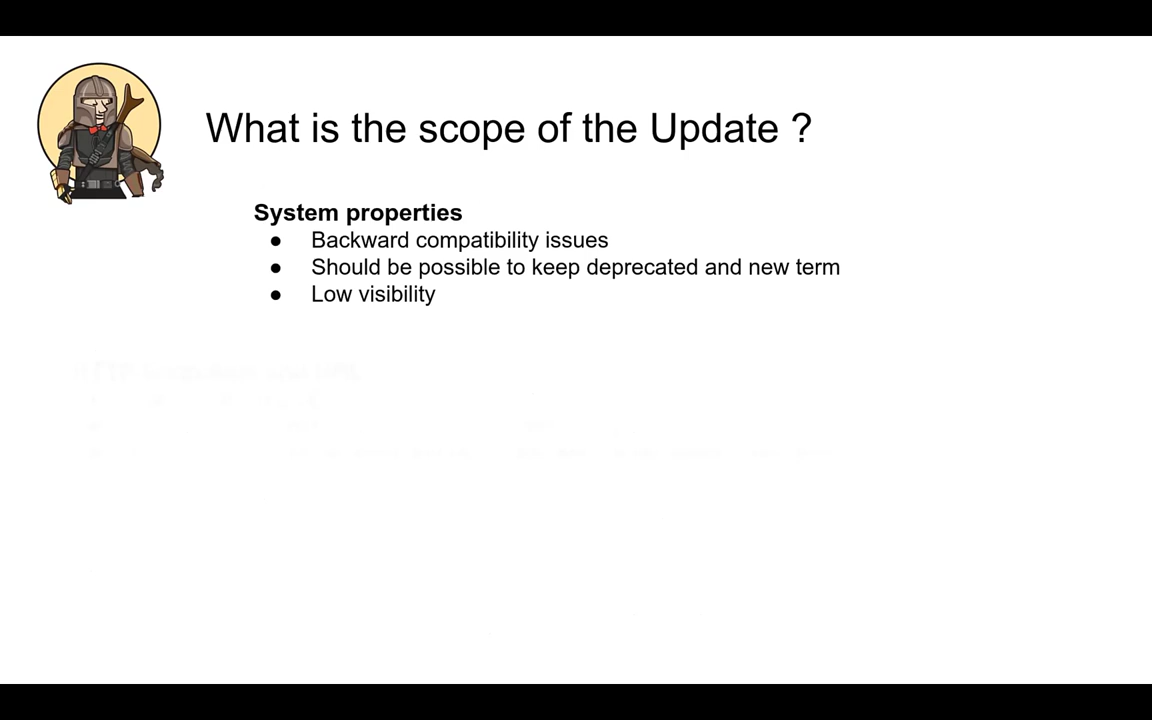 What is the scope of the Update ?
System properties
● Backward compatibility issues
● Should be possible to keep deprecated and new term
● Low visibility